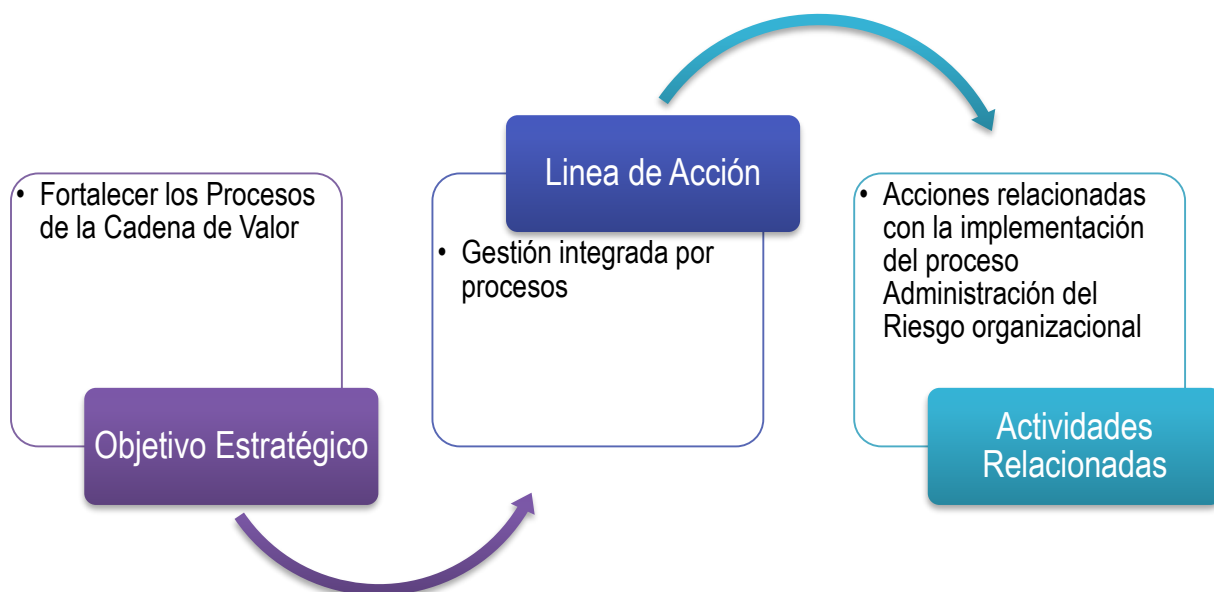 • Fortalecer los Procesos
de la Cadena de Valor
Objetivo Estratégico
Linea de Acción
• Gestión integrada por
procesos
• Acciones relacionadas
con la implementación
del proceso
Administración del
Riesgo organizacional
Actividades
Relacionadas